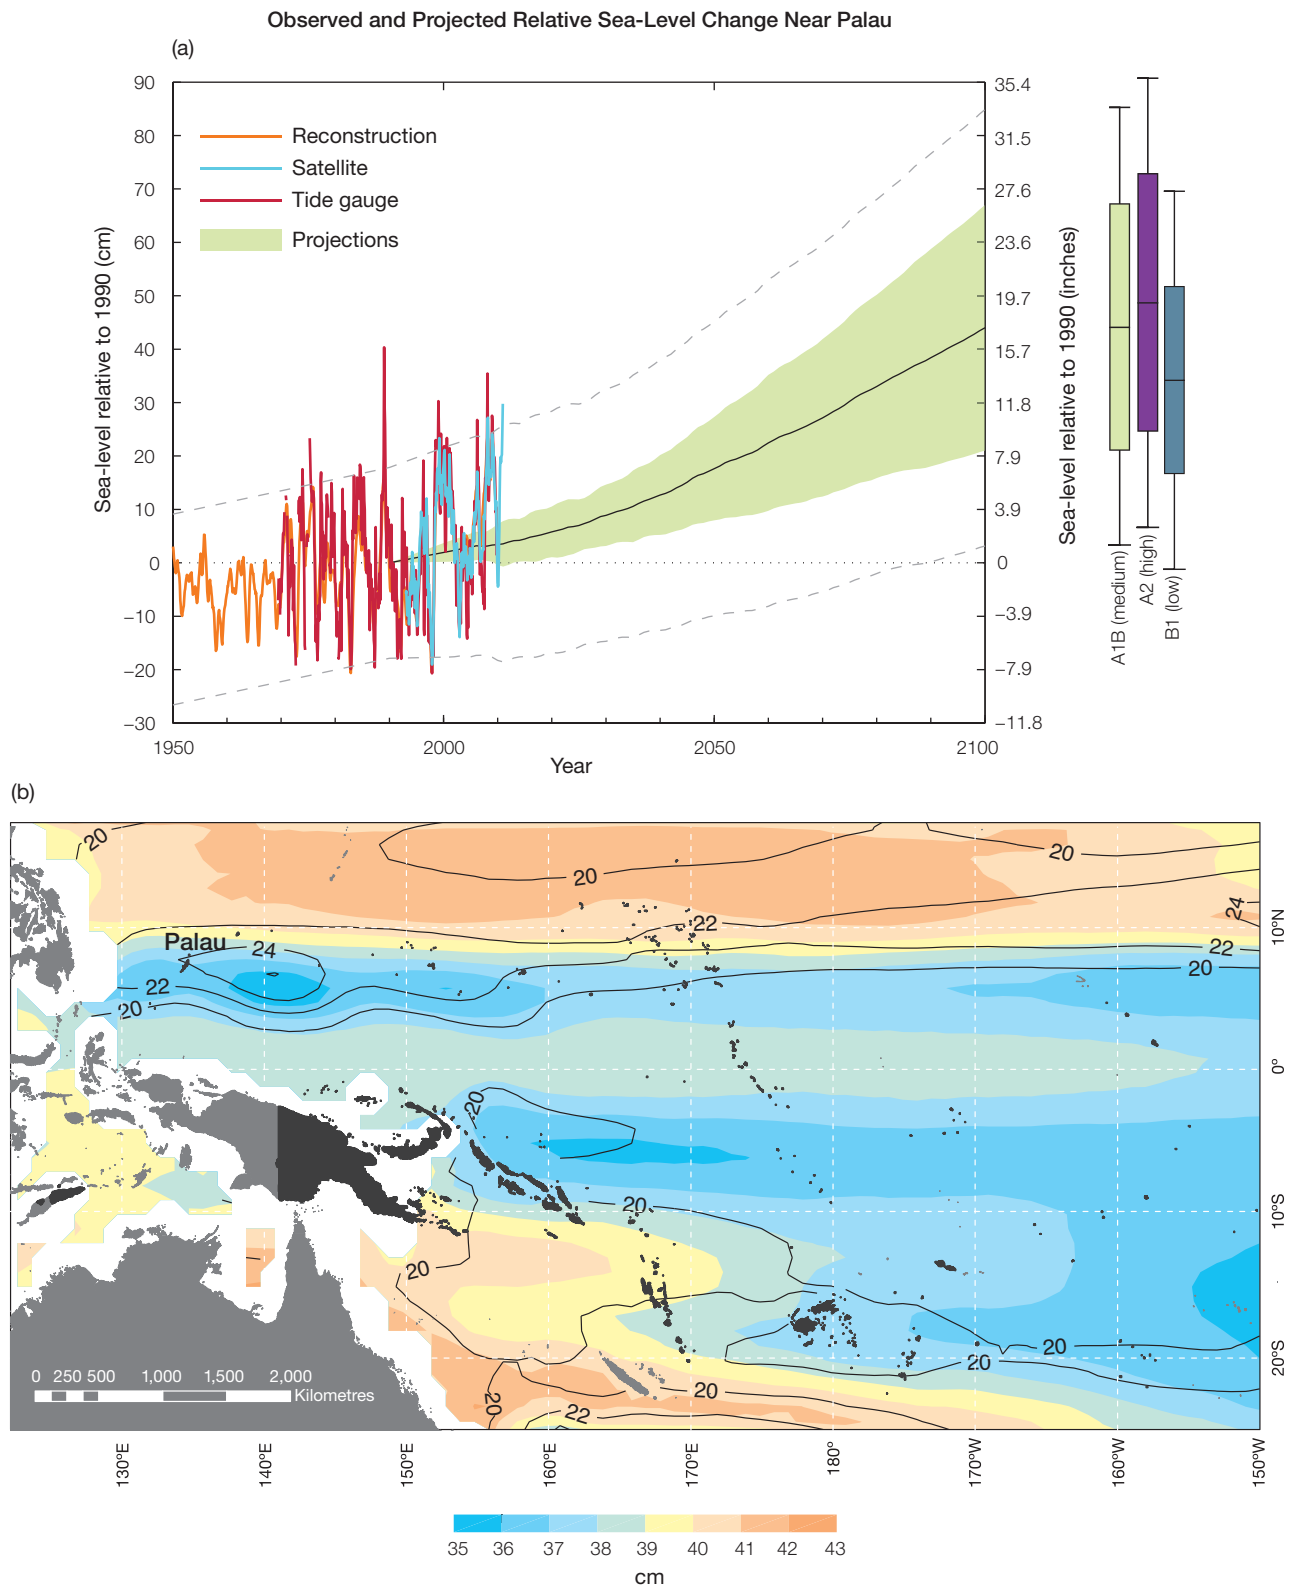 Observed and Projected Relative Sea-Level Change Near Palau
(a)
90
80
70
60
50
40
30
20
10
0
−10
−20
−30
Sea-level relative to 1990 (cm)
Reconstruction
Satellite
Tide gauge
Projections
35.4
31.5
27.6
23.6
19.7
15.7
11.8
7.9
3.9
0
−3.9
−7.9
−11.8
Sea-level relative to 1990 (inches)
A1B (medium)
A2 (high)
B1 (low)
1950
2000
2050
2100
Year
(b)
20
20
20
22
24
Palau
24
22
22
20
20
20
20
20
20
20
20
20
22
10°N
0°
10°S
20°S
0 250 500 1,000 1,500 2,000
Kilometres
130°E
140°E
150°E
160°E
170°E
180°
170°W
160°W
150°W
35 36 37 38 39 40 41 42 43
cm